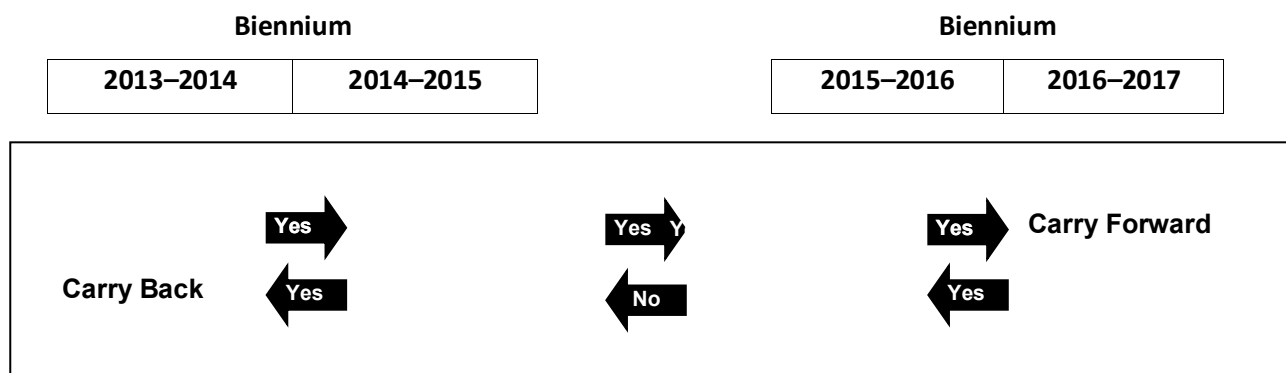 Biennium Biennium
2013–2014 2014–2015 2015–2016 2016–2017
Yes Yes Y Yes Carry Forward
Carry Back Yes No Yes